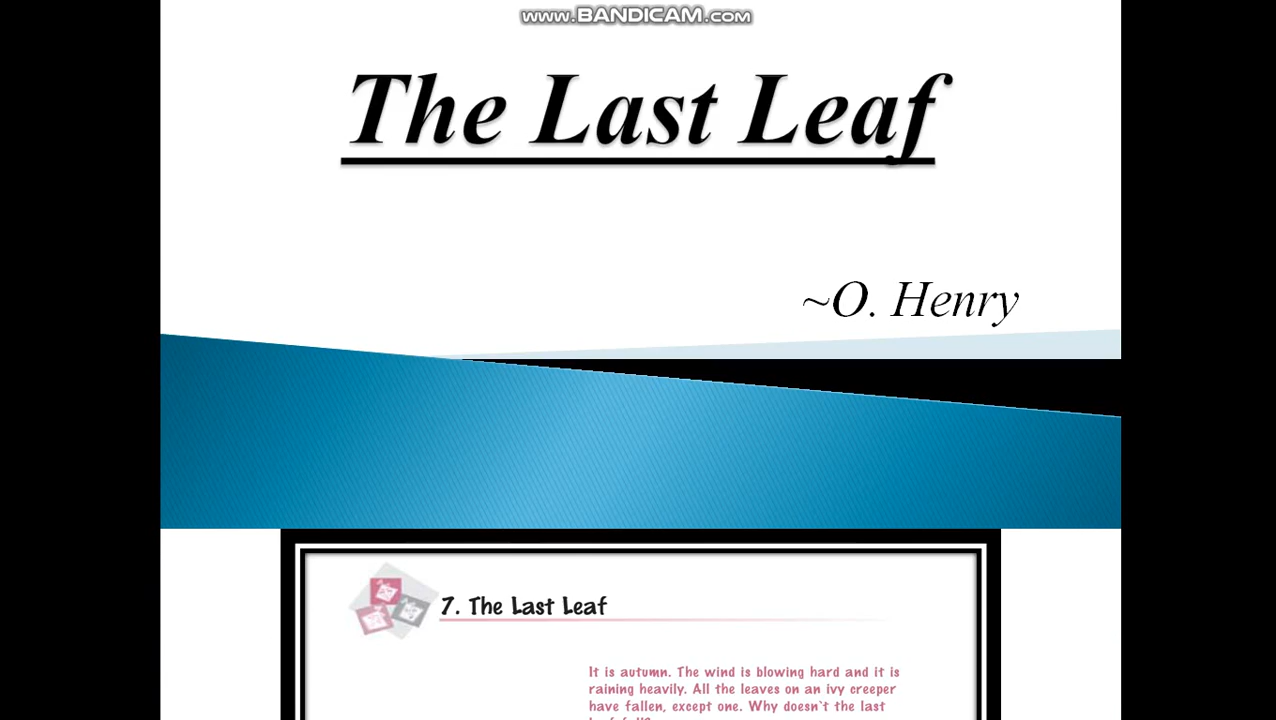 www.BANDICAM.com
The Last Leaf
~O. Henry
7. The Last Leaf
It is autumn. The wind is blowing hard and it is
raining heavily. All the leaves on an ivy creeper
have fallen, except one. Why doesn`t the last